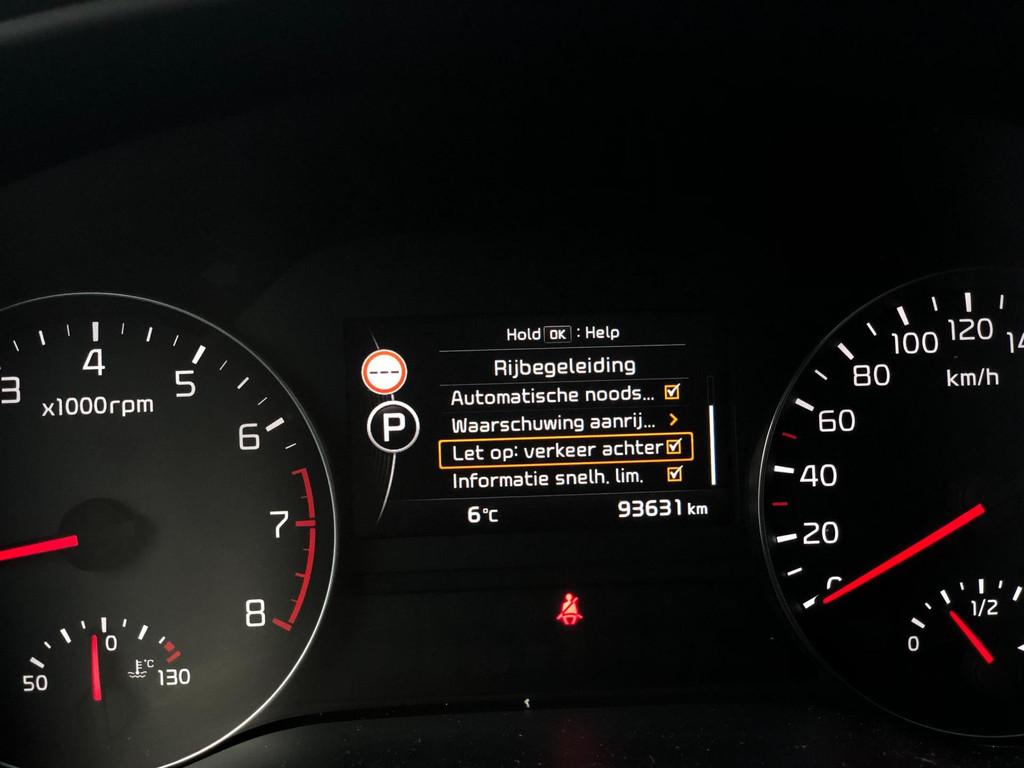 Hold OK : Help
Rijbegeleiding
Automatische noods...
Waarschuwing aanrij...
Let op: verkeer achter
Informatie snelh. lim.
6°C
93631 km
---
P
3
4
5
6
7
8
x1000rpm
50
130
°C
0
20
40
60
80
100
120
km/h
0
1/2